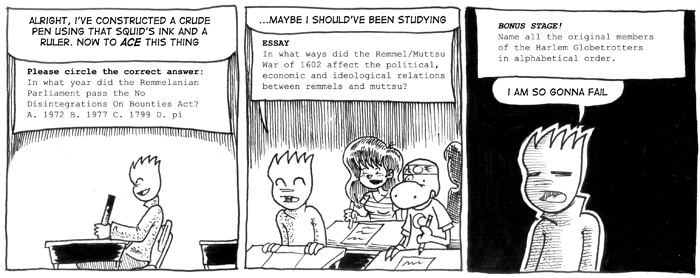 ALRIGHT, I'VE CONSTRUCTED A CRUDE
PEN USING THAT SQUID'S INK AND A
RULER. NOW TO ACE THIS THING
Please circle the correct answer:
In what year did the Remmelanian
Parliament pass the No
Disintegrations On Bounties Act?
A. 1972 B. 1977 C. 1799 D. pi
...MAYBE I SHOULD'VE BEEN STUDYING
ESSAY
In what ways did the Remmel/Muttsu
War of 1602 affect the political,
economic and ideological relations
between remmels and muttsu?
BONUS STAGE!
Name all the original members
of the Harlem Globetrotters
in alphabetical order.
I AM SO GONNA FAIL